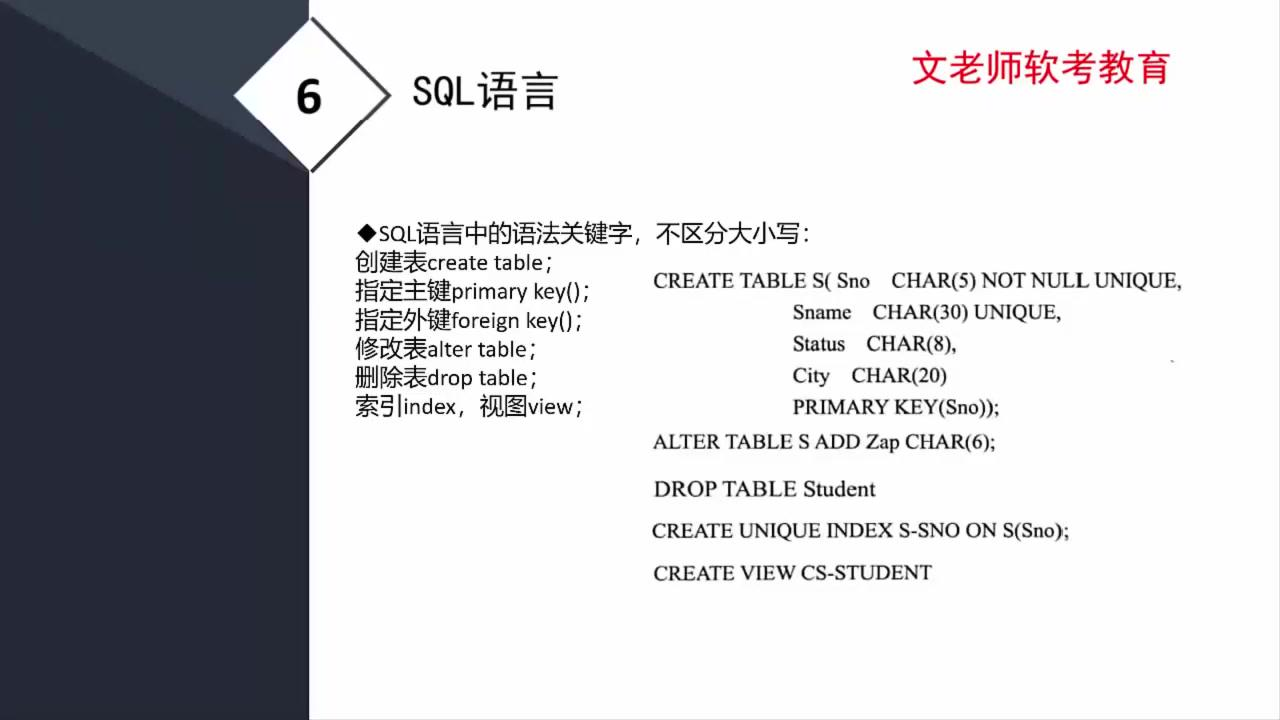 6
SQL语言
文老师软考教育
◆SQL语言中的语法关键字，不区分大小写：
创建表create table；
指定主键primary key()；
指定外键foreign key()；
修改表alter table；
删除表drop table；
索引index，视图view；
CREATE TABLE S( Sno CHAR(5) NOT NULL UNIQUE,
Sname CHAR(30) UNIQUE,
Status CHAR(8),
City CHAR(20)
PRIMARY KEY(Sno));
ALTER TABLE S ADD Zap CHAR(6);
DROP TABLE Student
CREATE UNIQUE INDEX S-SNO ON S(Sno);
CREATE VIEW CS-STUDENT